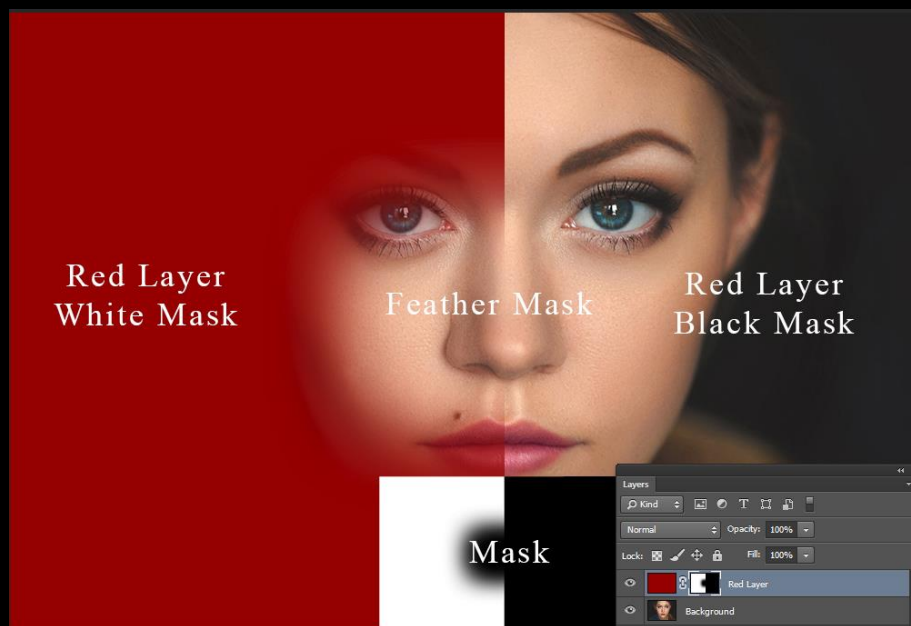 Red Layer
White Mask
Feather Mask
Red Layer
Black Mask
Mask
Layers
Kind
Normal
Opacity: 100%
Lock:
Fill: 100%
Red Layer
Background